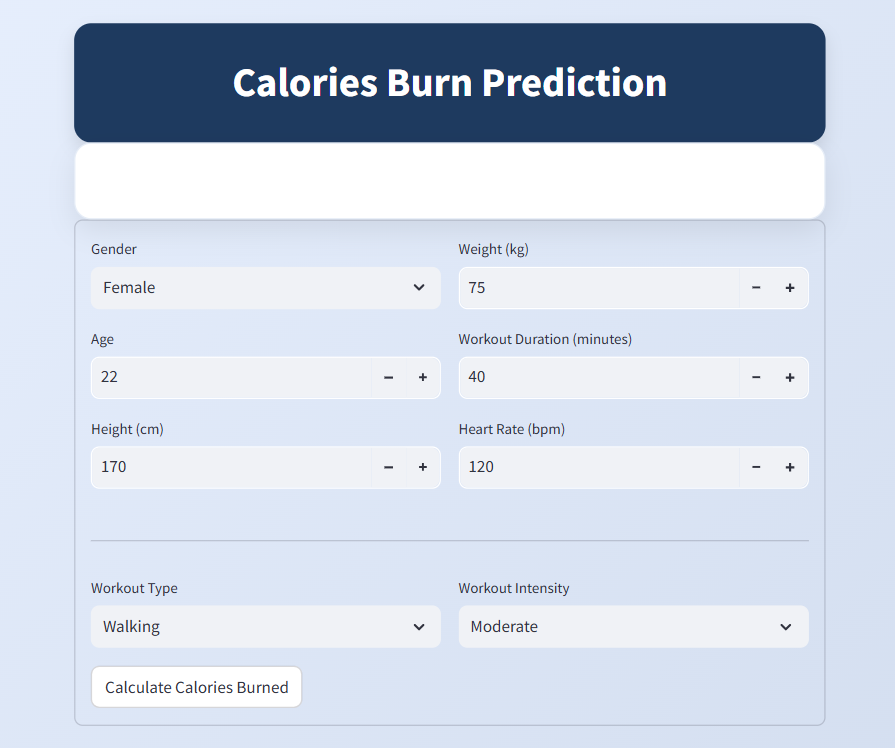 Calories Burn Prediction
Gender
Weight (kg)
Female
75
Age
Workout Duration (minutes)
22
40
Height (cm)
Heart Rate (bpm)
170
120
Workout Type
Workout Intensity
Walking
Moderate
Calculate Calories Burned